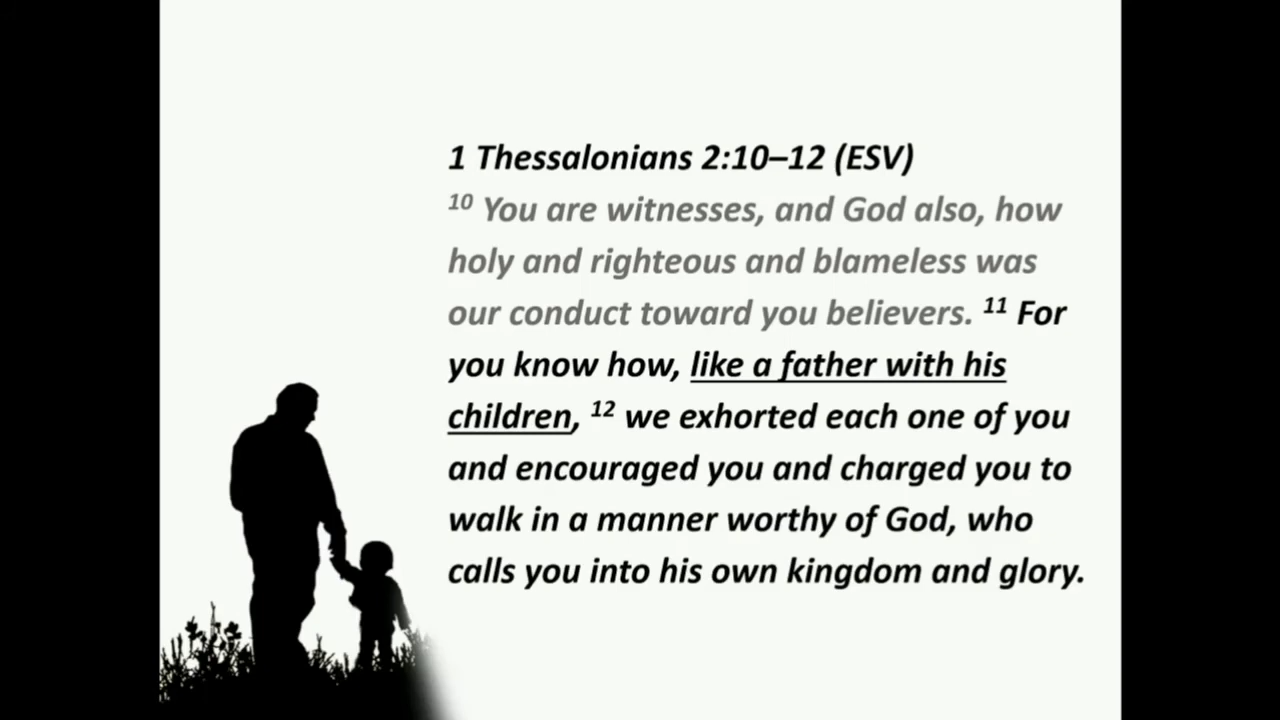 1 Thessalonians 2:10–12 (ESV)
10 You are witnesses, and God also, how
holy and righteous and blameless was
our conduct toward you believers. 11 For
you know how, like a father with his
children, 12 we exhorted each one of you
and encouraged you and charged you to
walk in a manner worthy of God, who
calls you into his own kingdom and glory.